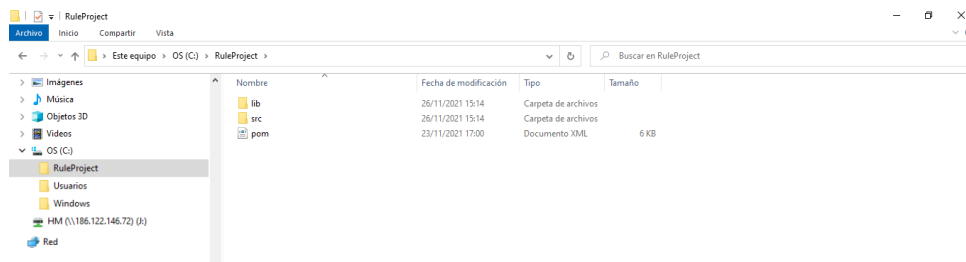 RuleProject
Archivo Inicio Compartir Vista
Este equipo > OS (C:) > RuleProject >
Buscar en RuleProject
Imágenes
Música
Objetos 3D
Videos
OS (C:)
RuleProject
Usuarios
Windows
HM (\\186.122.146.72) (J:)
Red
Nombre Fecha de modificación Tipo Tamaño
lib 26/11/2021 15:14 Carpeta de archivos
src 26/11/2021 15:14 Carpeta de archivos
pom 23/11/2021 17:00 Documento XML 6 KB